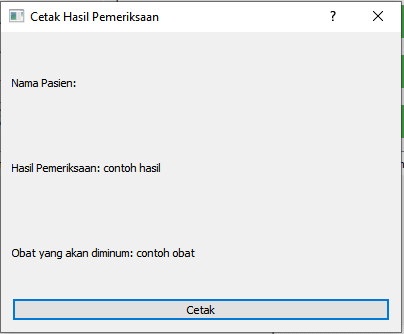 Cetak Hasil Pemeriksaan
?
Nama Pasien:
Hasil Pemeriksaan: contoh hasil
Obat yang akan diminum: contoh obat
Cetak